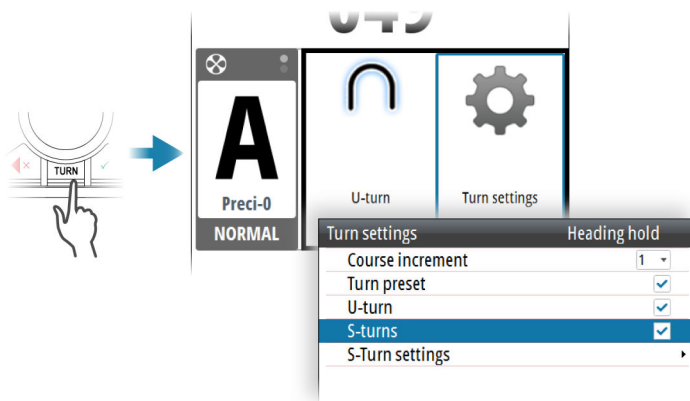 049
A
Preci-0
NORMAL
U-turn
Turn settings
TURN
Turn settings Heading hold
Course increment 1
Turn preset
U-turn
S-turns
S-Turn settings